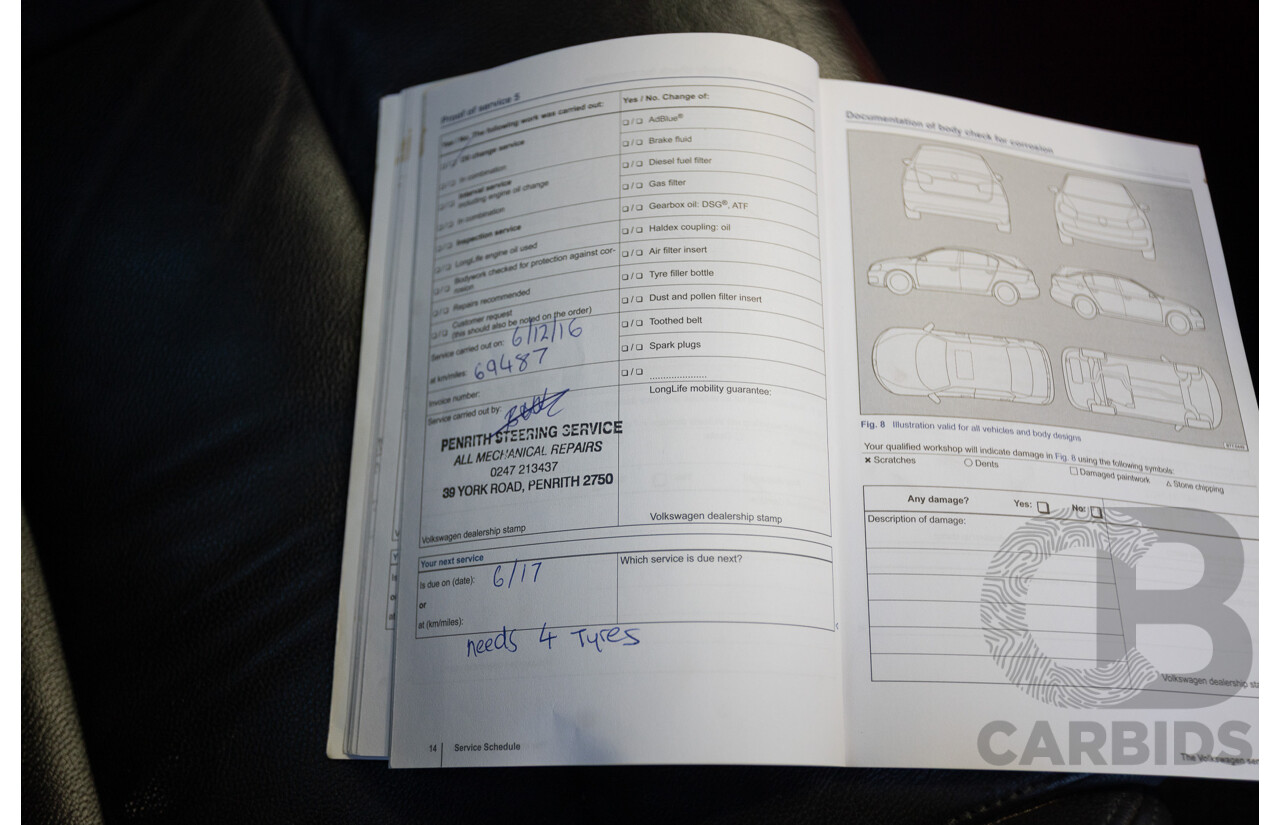 Proof of service 5
Yes / No. The following work was carried out:
❑ / ❑ Oil change service
❑ / ❑ In combination
❑ / ❑ Interval service
including engine oil change
❑ / ❑ In combination
❑ / ❑ Inspection service
❑ / ❑ LongLife engine oil used
❑ / ❑ Bodywork checked for protection against cor-
rosion
❑ / ❑ Repairs recommended
❑ / ❑ Customer request
(this should also be noted on the order)
Service carried out on: 6/12/16
at km/miles: 69487
Invoice number:
Service carried out by:
PENRITH STEERING SERVICE
ALL MECHANICAL REPAIRS
0247 213437
39 YORK ROAD, PENRITH 2750
Volkswagen dealership stamp
Yes / No. Change of:
❑ / ❑ AdBlue®
❑ / ❑ Brake fluid
❑ / ❑ Diesel fuel filter
❑ / ❑ Gas filter
❑ / ❑ Gearbox oil: DSG®, ATF
❑ / ❑ Haldex coupling: oil
❑ / ❑ Air filter insert
❑ / ❑ Tyre filler bottle
❑ / ❑ Dust and pollen filter insert
❑ / ❑ Toothed belt
❑ / ❑ Spark plugs
❑ / ❑ .....................
LongLife mobility guarantee:
Volkswagen dealership stamp
Your next service
Is due on (date): 6/17
or
at (km/miles):
Which service is due next?
needs 4 Tyres
14 Service Schedule
Documentation of body check for corrosion
Fig. 8 Illustration valid for all vehicles and body designs
Your qualified workshop will indicate damage in Fig. 8 using the following symbols:
× Scratches ○ Dents ❑ Damaged paintwork △ Stone chipping
Any damage? Yes: ❑ No: ❑
Description of damage:
Volkswagen dealership sta
CB
CARBIDS
The Volkswagen ser